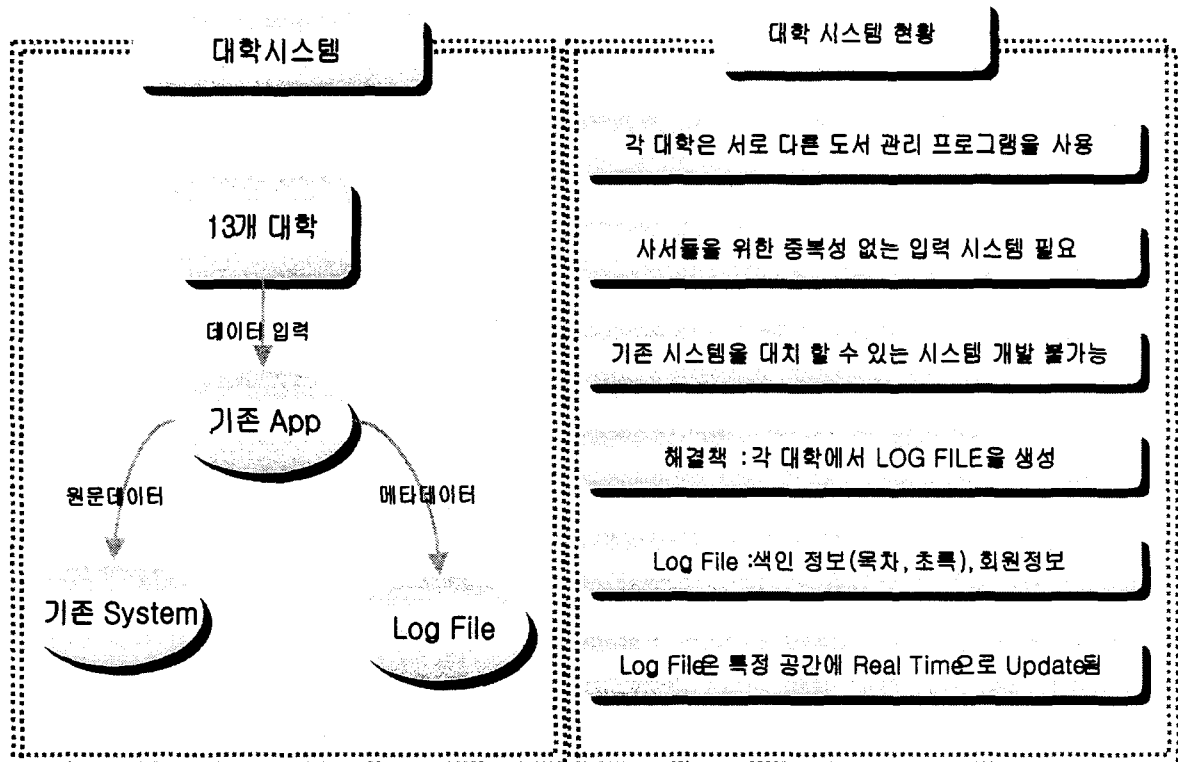 대학시스템
13개 대학
데이터 입력
기존 App
원문데이터
메타데이터
기존 System
Log File
대학 시스템 현황
각 대학은 서로 다른 도서 관리 프로그램을 사용
사서들을 위한 중복성 없는 입력 시스템 필요
기존 시스템을 대치 할 수 있는 시스템 개발 불가능
해결책 : 각 대학에서 LOG FILE을 생성
Log File :색인 정보(목차, 초록), 회원정보
Log File은 특정 공간에 Real Time으로 Update됨